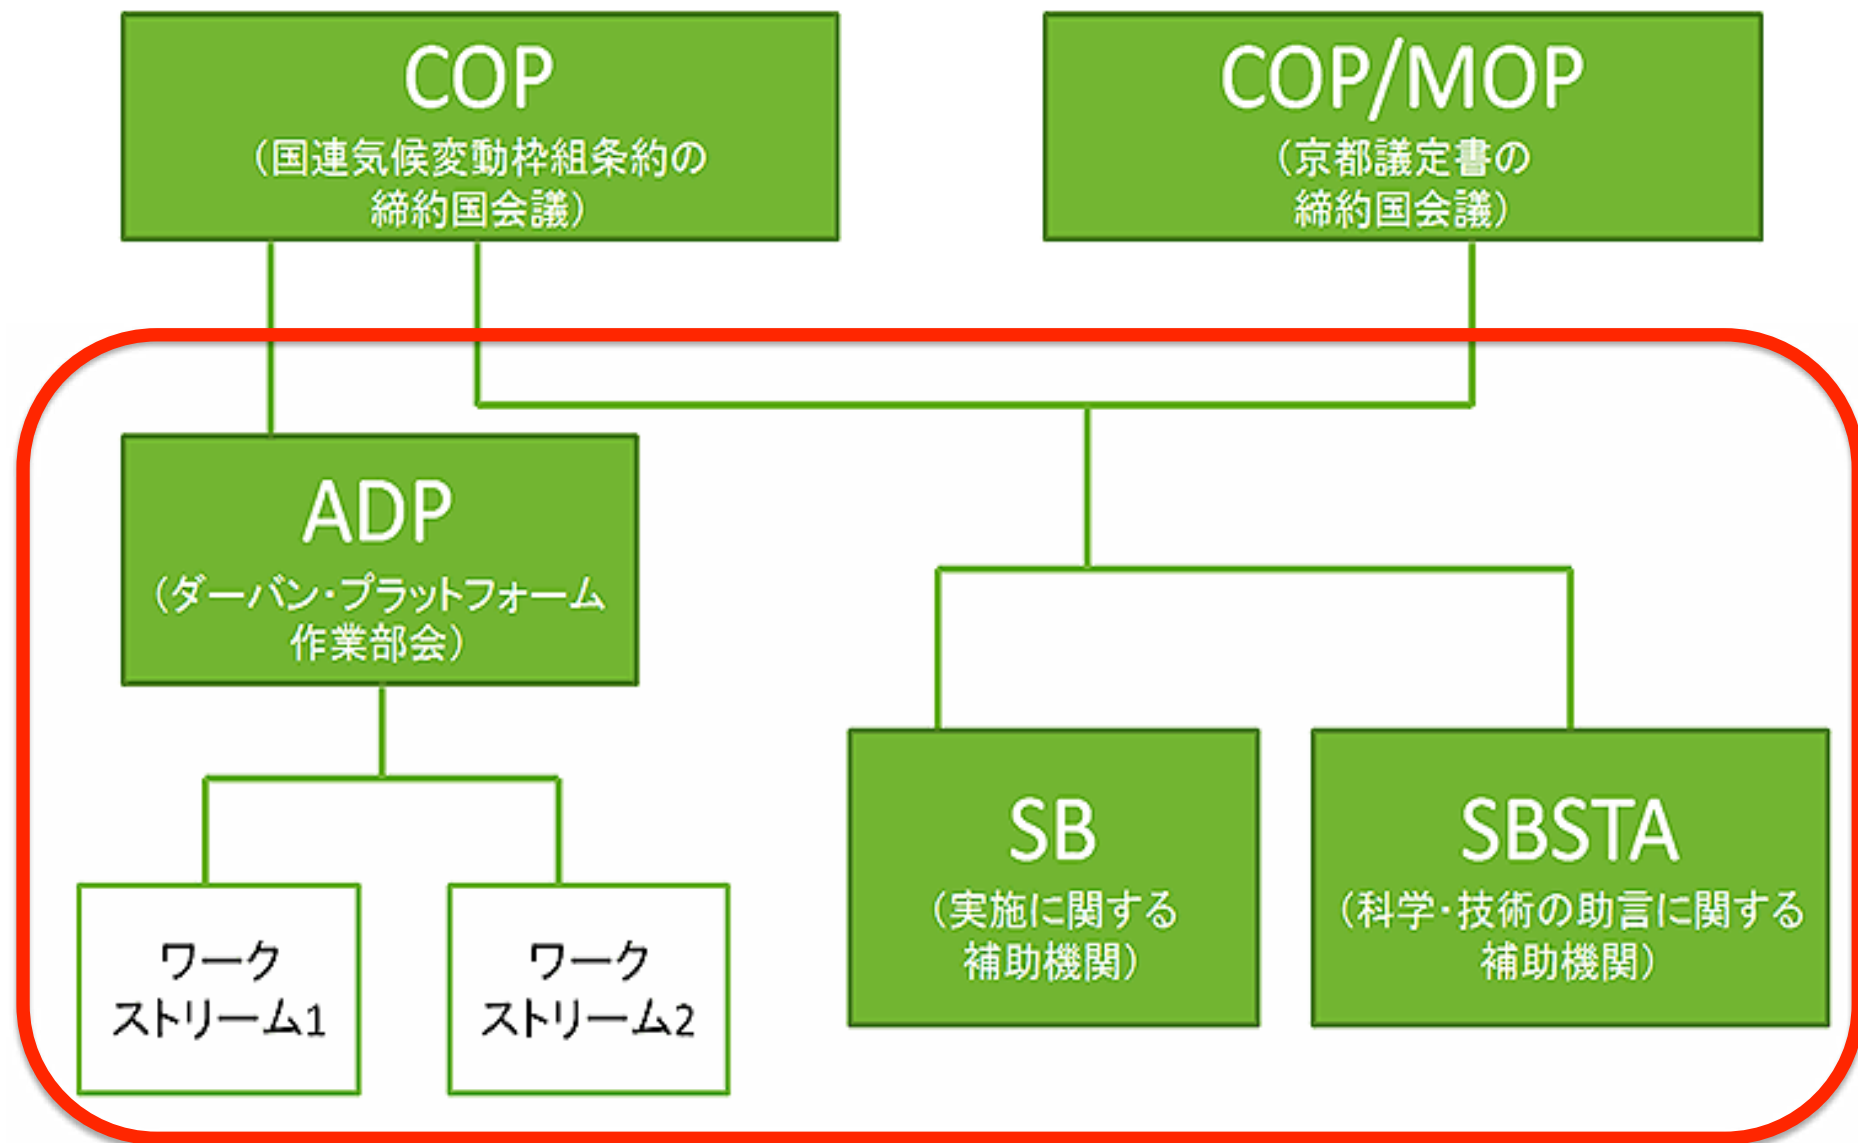 COP
（国連気候変動枠組条約の
締約国会議）
COP/MOP
（京都議定書の
締約国会議）
ADP
（ダーバン・プラットフォーム
作業部会）
ワーク
ストリーム1
ワーク
ストリーム2
SB
（実施に関する
補助機関）
SBSTA
（科学・技術の助言に関する
補助機関）